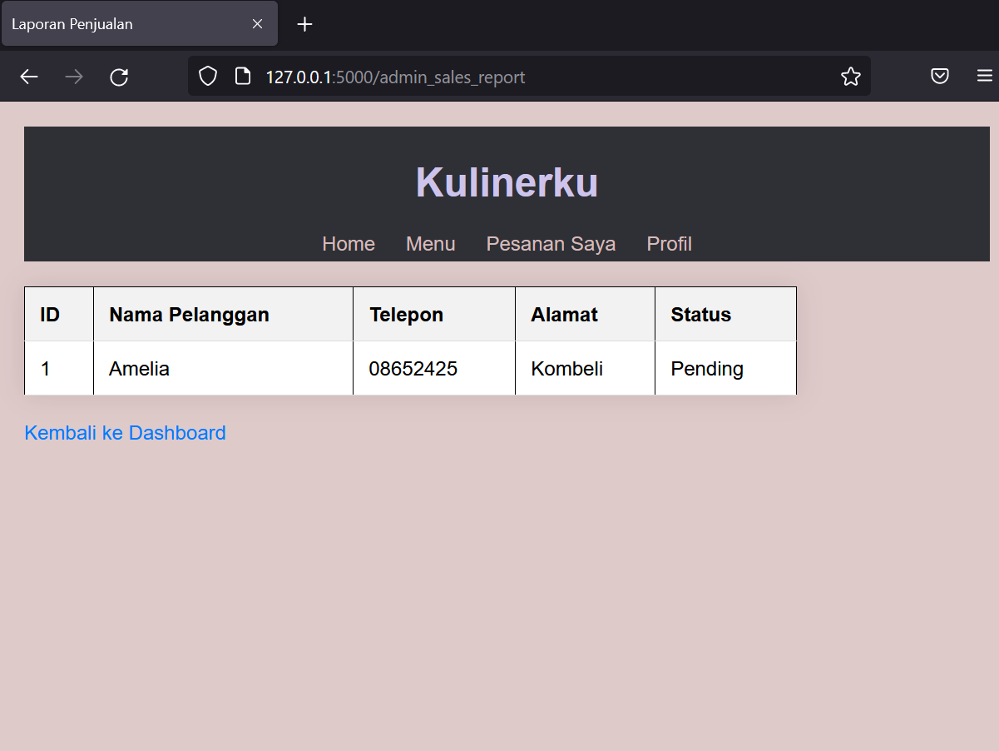 Laporan Penjualan
127.0.0.1:5000/admin_sales_report
Kulinerku
Home Menu Pesanan Saya Profil
ID Nama Pelanggan Telepon Alamat Status
1 Amelia 08652425 Kombeli Pending
Kembali ke Dashboard